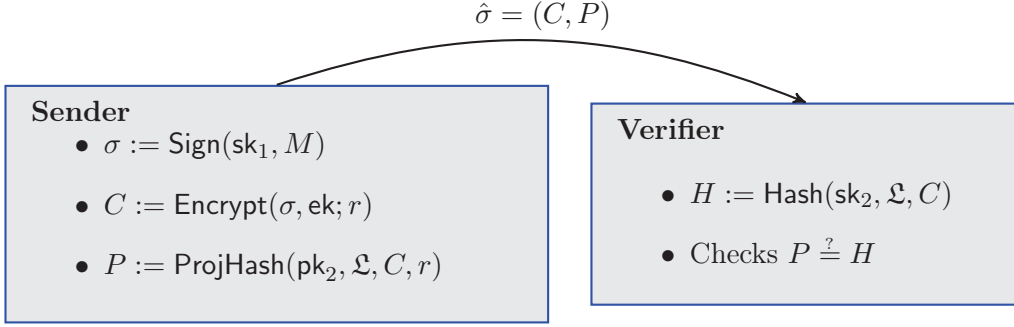 σ̂ = (C, P)
Sender
• σ := Sign(sk₁, M)
• C := Encrypt(σ, ek; r)
• P := ProjHash(pk₂, 𝔏, C, r)
Verifier
• H := Hash(sk₂, 𝔏, C)
• Checks P ≟ H